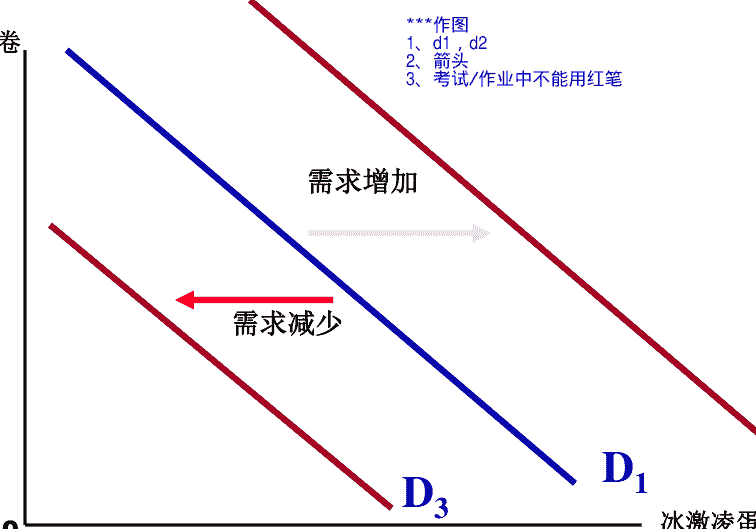 ***作图
1、d1，d2
2、箭头
3、考试/作业中不能用红笔
卷
需求增加
需求减少
D1
D3
0
冰激凌蛋